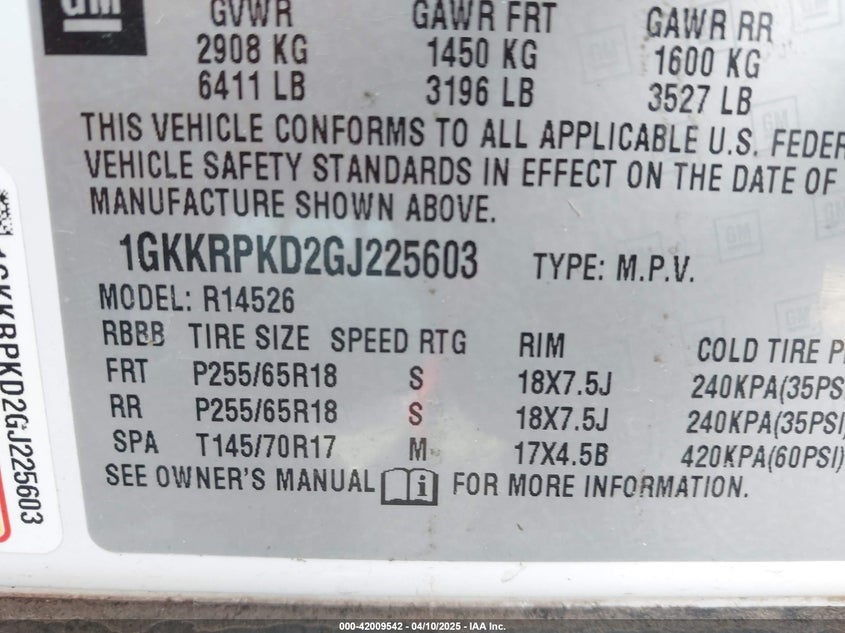 GM
GVWR GAWR FRT GAWR RR
2908 KG 1450 KG 1600 KG
6411 LB 3196 LB 3527 LB
THIS VEHICLE CONFORMS TO ALL APPLICABLE U.S. FEDER
VEHICLE SAFETY STANDARDS IN EFFECT ON THE DATE OF
MANUFACTURE SHOWN ABOVE.
1GKKRPKD2GJ225603 TYPE: M.P.V.
MODEL: R14526
RBBB TIRE SIZE SPEED RTG RIM COLD TIRE P
FRT P255/65R18 S 18X7.5J 240KPA(35PS
RR P255/65R18 S 18X7.5J 240KPA(35PSI)
SPA T145/70R17 M 17X4.5B 420KPA(60PSI)
SEE OWNER'S MANUAL i FOR MORE INFORMATION.
1GKKRPKD2GJ225603
000-42009542 - 04/10/2025 - IAA Inc.